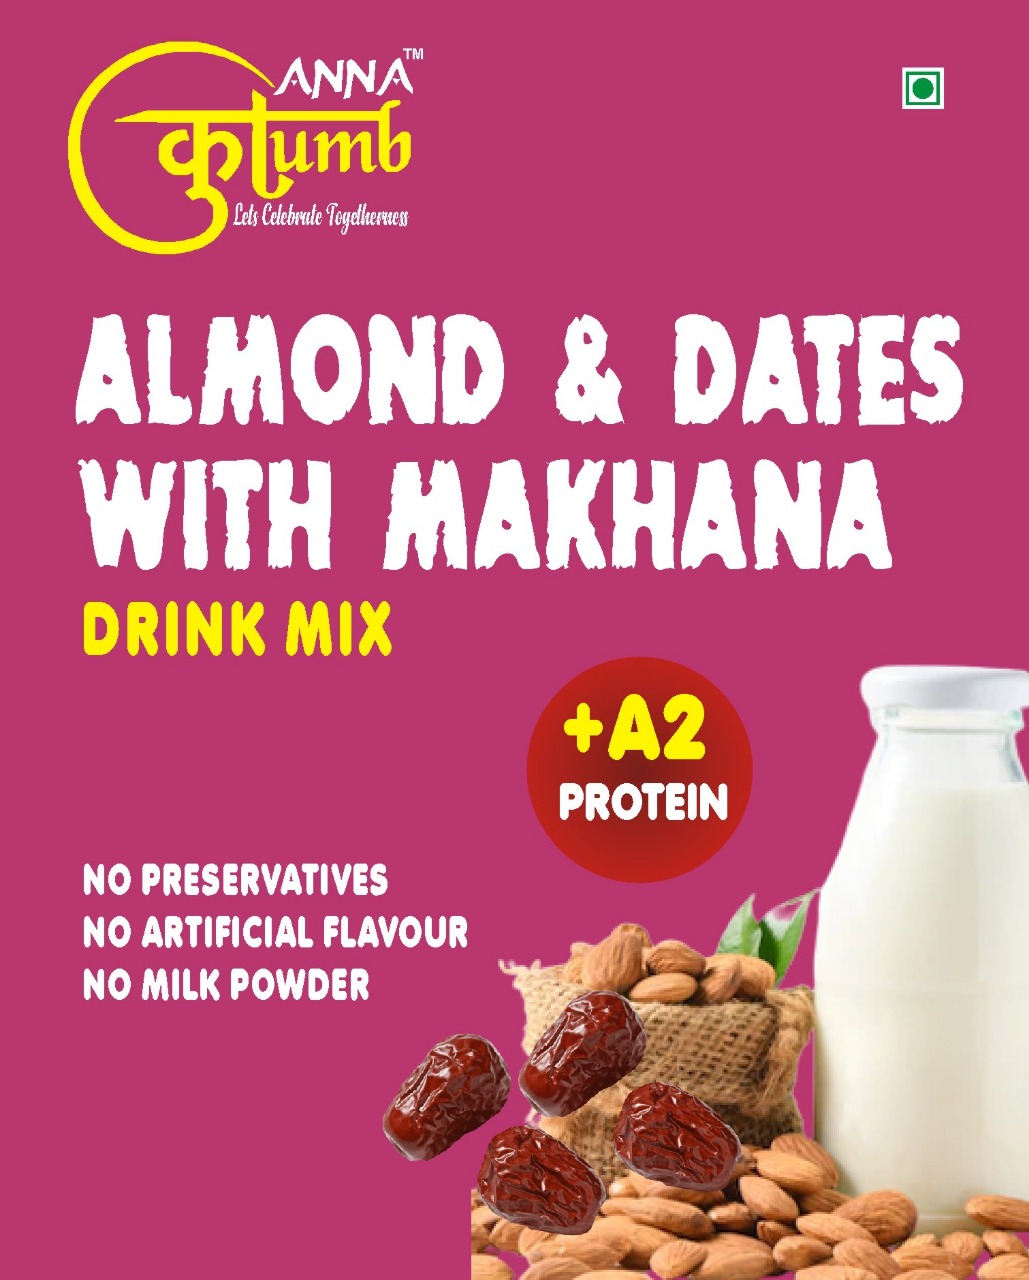 ANNA™
कुtumb
Lets Celebrate Togetherness
ALMOND & DATES
WITH MAKHANA
DRINK MIX
+A2
PROTEIN
NO PRESERVATIVES
NO ARTIFICIAL FLAVOUR
NO MILK POWDER